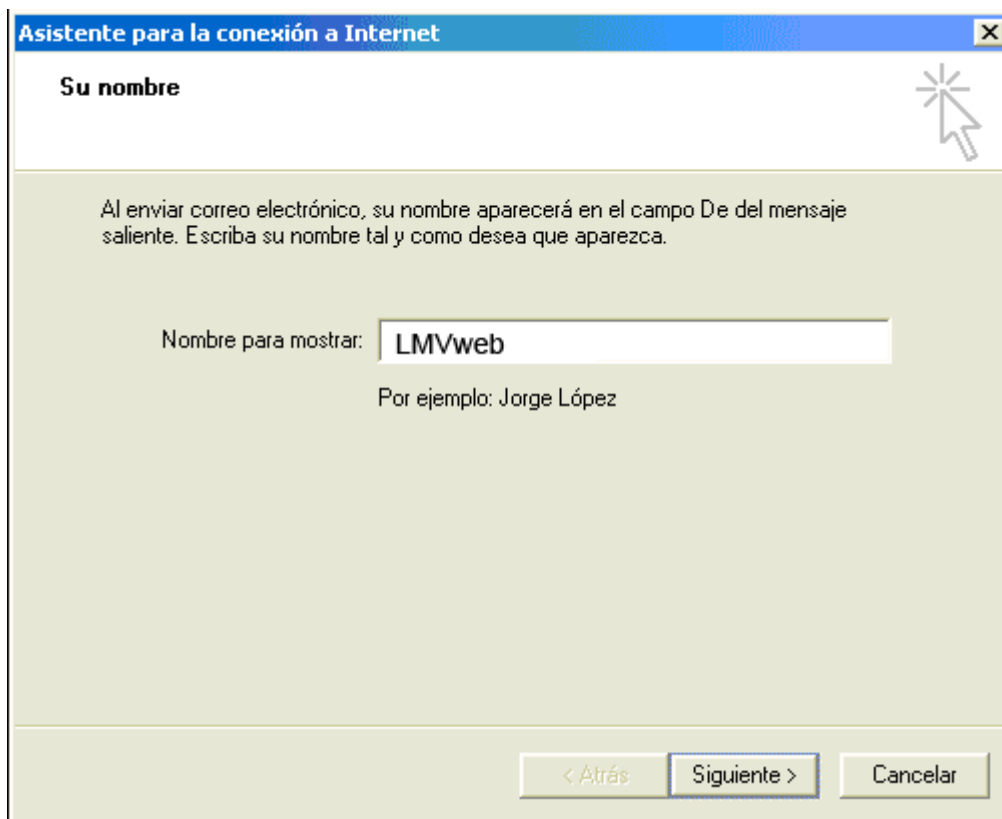 Asistente para la conexión a Internet
Su nombre
Al enviar correo electrónico, su nombre aparecerá en el campo De del mensaje
saliente. Escriba su nombre tal y como desea que aparezca.
Nombre para mostrar: LMVweb
Por ejemplo: Jorge López
< Atrás Siguiente > Cancelar